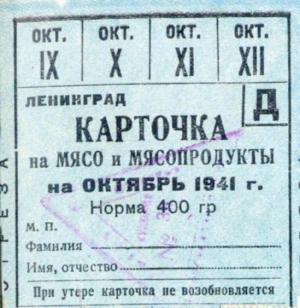 ОКТ. ОКТ. ОКТ. ОКТ.
IX X XI XII
ЛЕНИНГРАД Д
КАРТОЧКА
на МЯСО и МЯСОПРОДУКТЫ
на ОКТЯБРЬ 1941 г.
Норма 400 гр
М. П.
Фамилия
Имя, отчество
При утере карточка не возобновляется